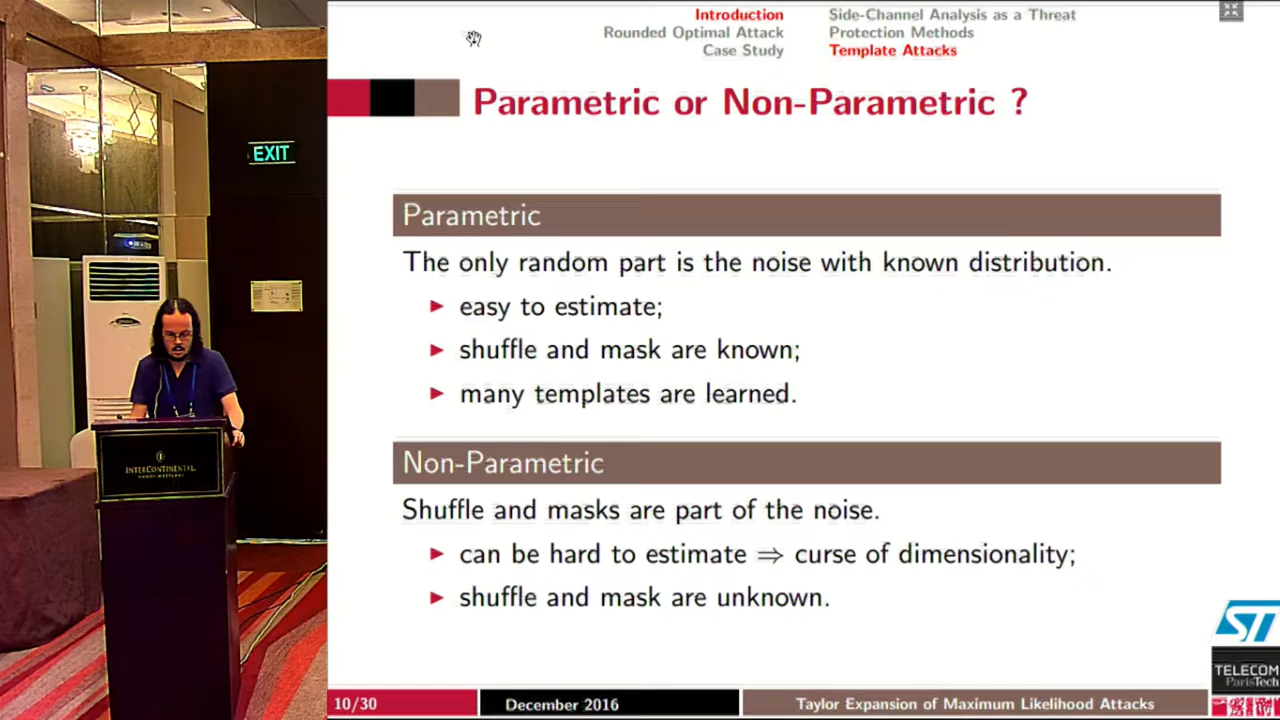 Introduction
Rounded Optimal Attack
Case Study
Side-Channel Analysis as a Threat
Protection Methods
Template Attacks
Parametric or Non-Parametric ?
EXIT
Parametric
The only random part is the noise with known distribution.
► easy to estimate;
► shuffle and mask are known;
► many templates are learned.
Non-Parametric
Shuffle and masks are part of the noise.
► can be hard to estimate ⇒ curse of dimensionality;
► shuffle and mask are unknown.
INTERCONTINENTAL
ST
TELECOM
ParisTech
10/30
December 2016
Taylor Expansion of Maximum Likelihood Attacks